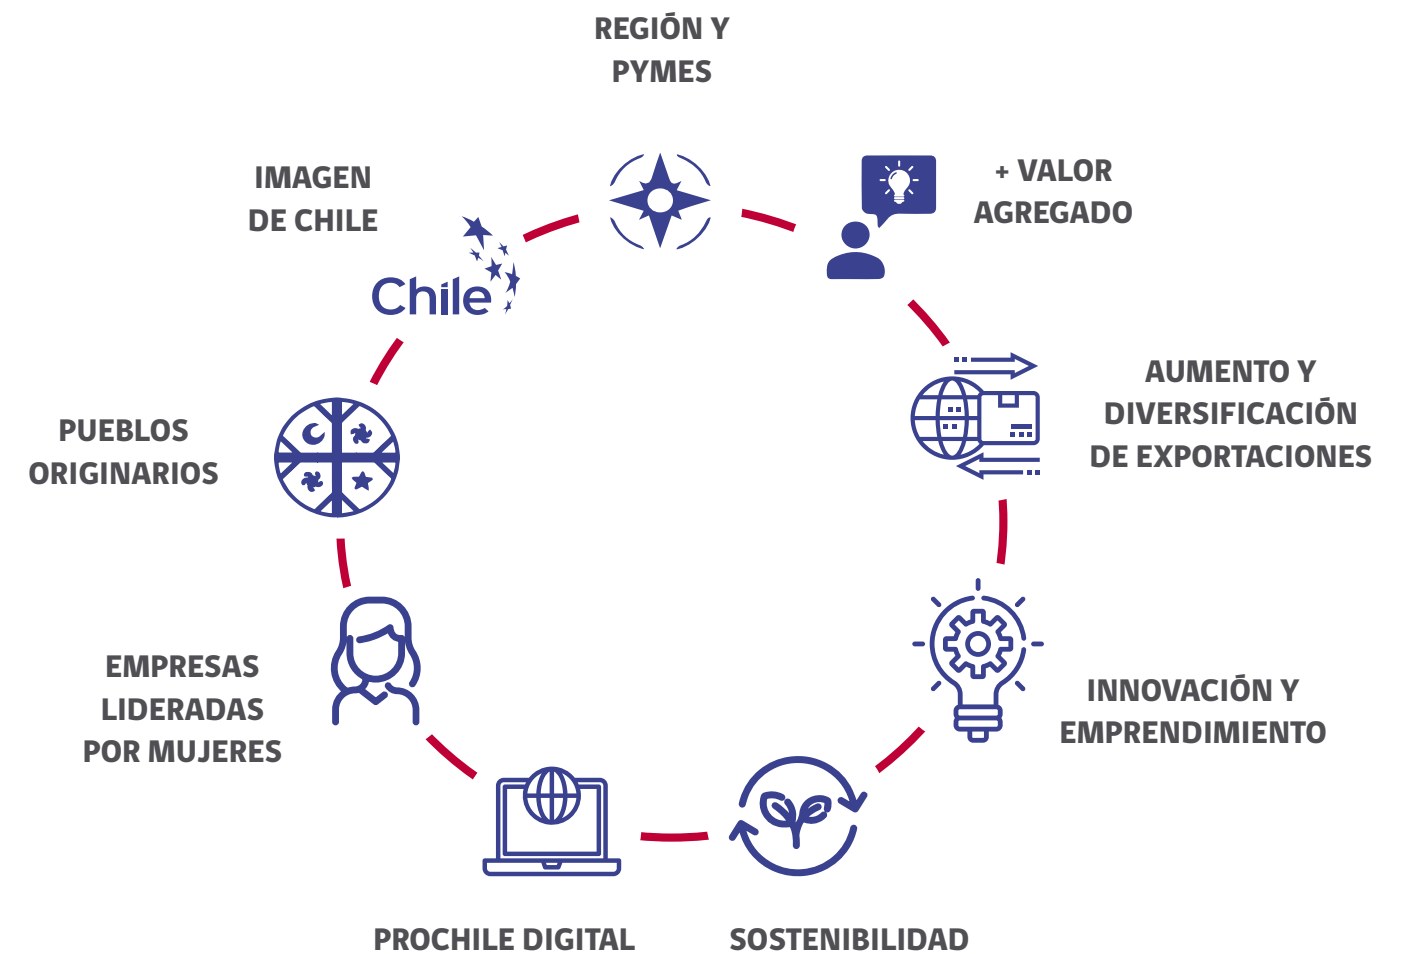 REGIÓN Y
PYMES
+ VALOR
AGREGADO
AUMENTO Y
DIVERSIFICACIÓN
DE EXPORTACIONES
INNOVACIÓN Y
EMPRENDIMIENTO
SOSTENIBILIDAD
PROCHILE DIGITAL
EMPRESAS
LIDERADAS
POR MUJERES
PUEBLOS
ORIGINARIOS
IMAGEN
DE CHILE
Chile